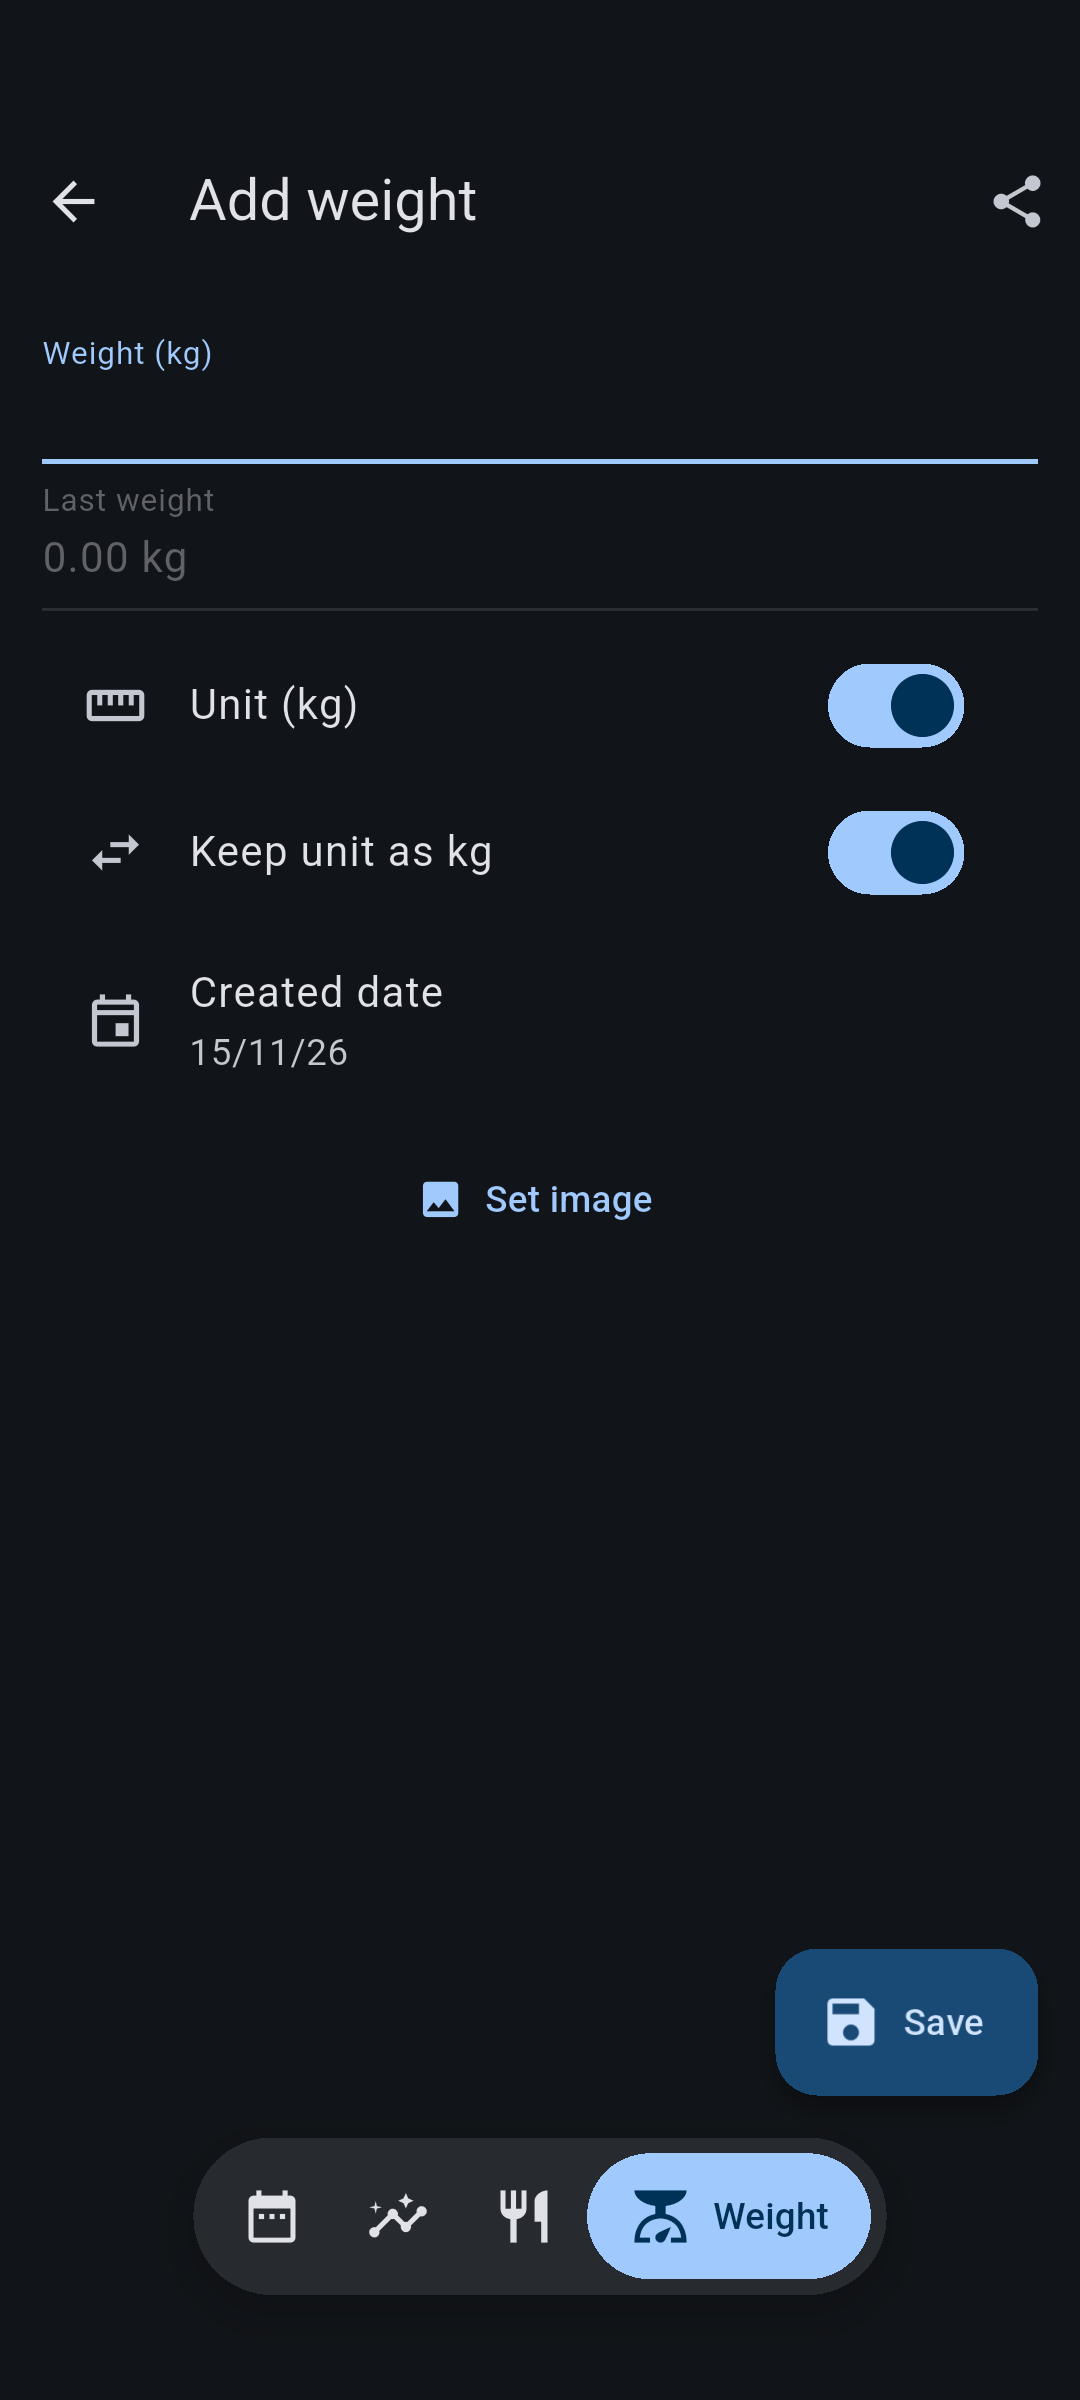 Add weight
Weight (kg)
Last weight
0.00 kg
Unit (kg)
Keep unit as kg
Created date
15/11/26
Set image
Save
Weight